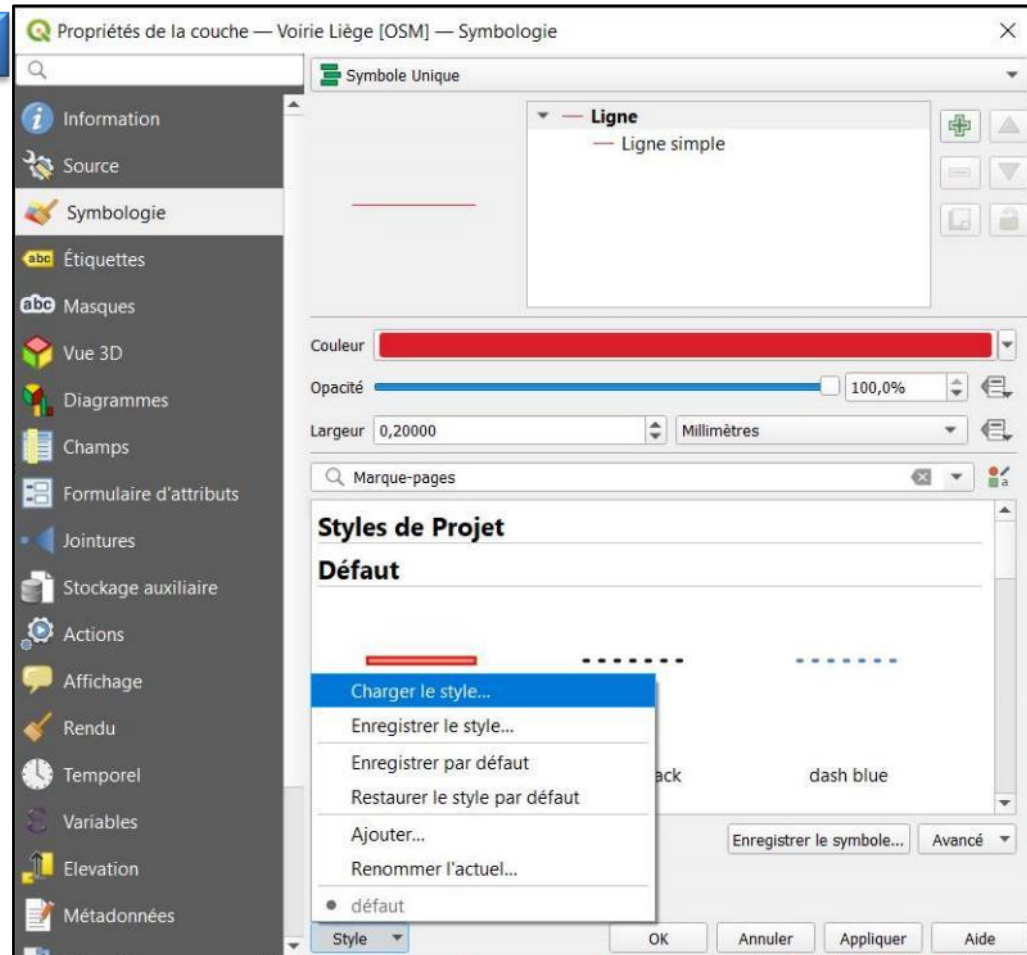 Propriétés de la couche — Voirie Liège [OSM] — Symbologie
Symbole Unique
Information
Source
Symbologie
abc Étiquettes
abc Masques
Vue 3D
Diagrammes
Champs
Formulaire d'attributs
Jointures
Stockage auxiliaire
Actions
Affichage
Rendu
Temporel
Variables
Elevation
Métadonnées
Ligne
Ligne simple
Couleur
Opacité 100,0%
Largeur 0,20000 Millimètres
Marque-pages
Styles de Projet
Défaut
ack
dash blue
Charger le style...
Enregistrer le style...
Enregistrer par défaut
Restaurer le style par défaut
Ajouter...
Renommer l'actuel...
défaut
Enregistrer le symbole... Avancé
Style OK Annuler Appliquer Aide